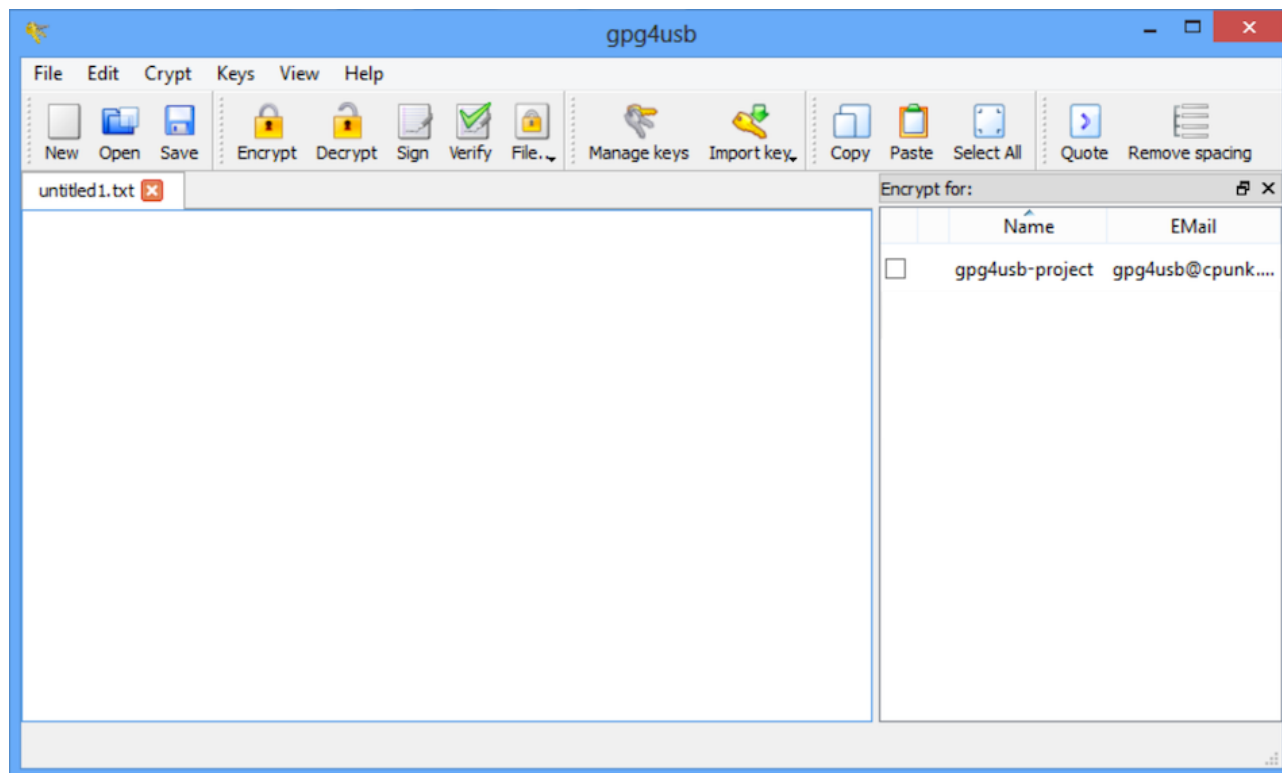 gpg4usb
File Edit Crypt Keys View Help
New Open Save Encrypt Decrypt Sign Verify File... Manage keys Import key Copy Paste Select All Quote Remove spacing
untitled1.txt
Encrypt for:
Name EMail
gpg4usb-project gpg4usb@cpunk....